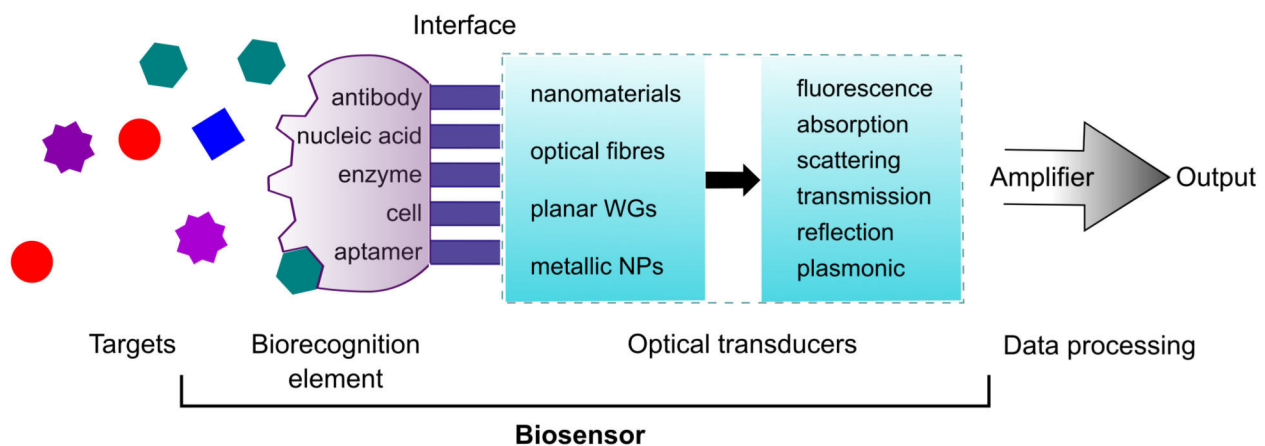 Interface
antibody
nucleic acid
enzyme
cell
aptamer
nanomaterials
optical fibres
planar WGs
metallic NPs
fluorescence
absorption
scattering
transmission
reflection
plasmonic
Amplifier
Output
Targets
Biorecognition
element
Optical transducers
Data processing
Biosensor